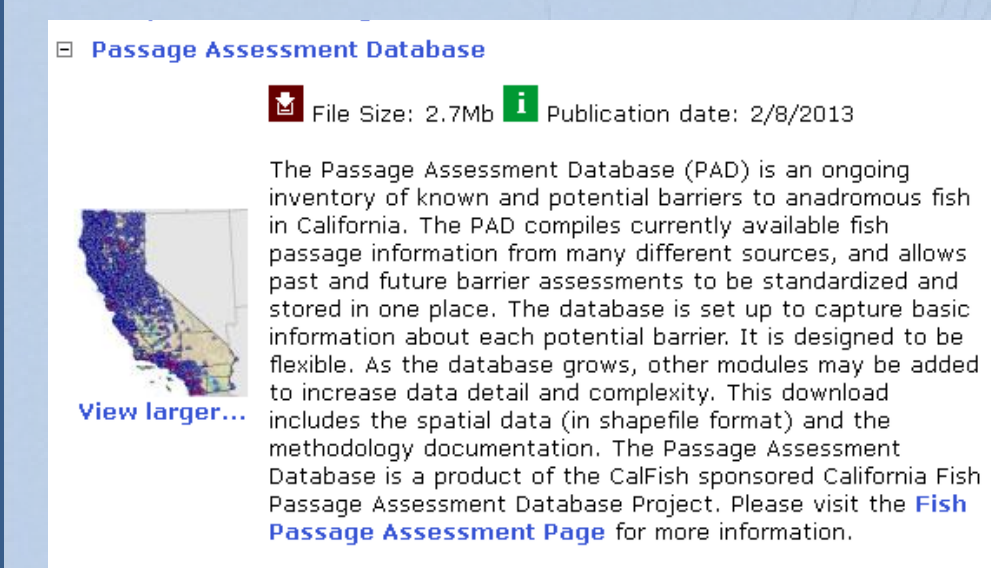 Passage Assessment Database
File Size: 2.7Mb i Publication date: 2/8/2013
The Passage Assessment Database (PAD) is an ongoing
inventory of known and potential barriers to anadromous fish
in California. The PAD compiles currently available fish
passage information from many different sources, and allows
past and future barrier assessments to be standardized and
stored in one place. The database is set up to capture basic
information about each potential barrier. It is designed to be
flexible. As the database grows, other modules may be added
to increase data detail and complexity. This download
includes the spatial data (in shapefile format) and the
methodology documentation. The Passage Assessment
Database is a product of the CalFish sponsored California Fish
Passage Assessment Database Project. Please visit the Fish
Passage Assessment Page for more information.
View larger...